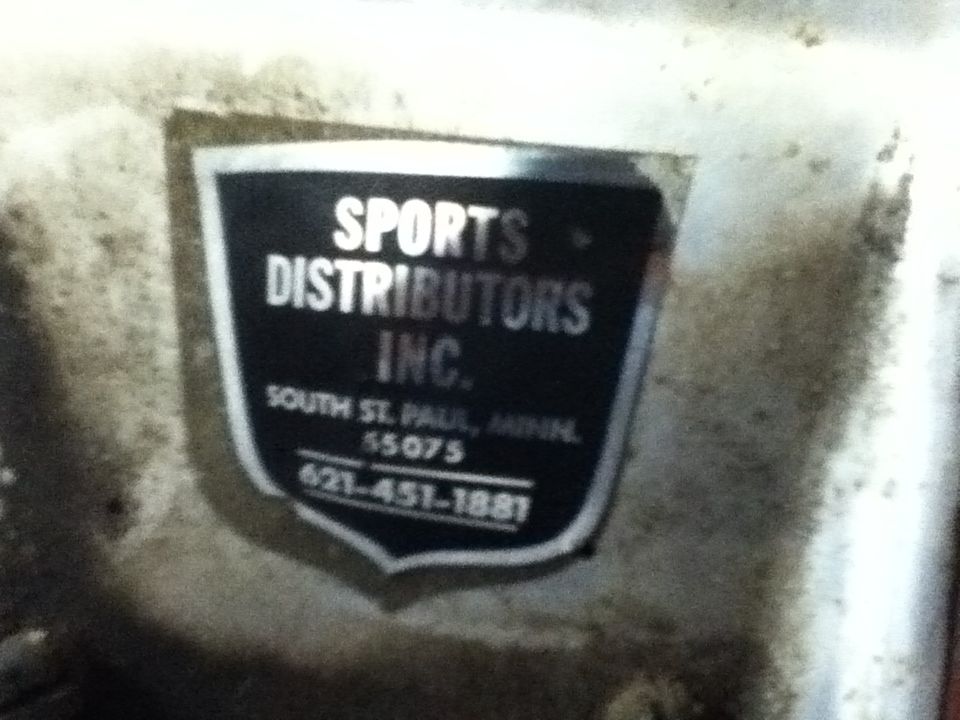 SPORTS
DISTRIBUTORS
INC.
SOUTH ST. PAUL, MINN.
55075
621-451-1881